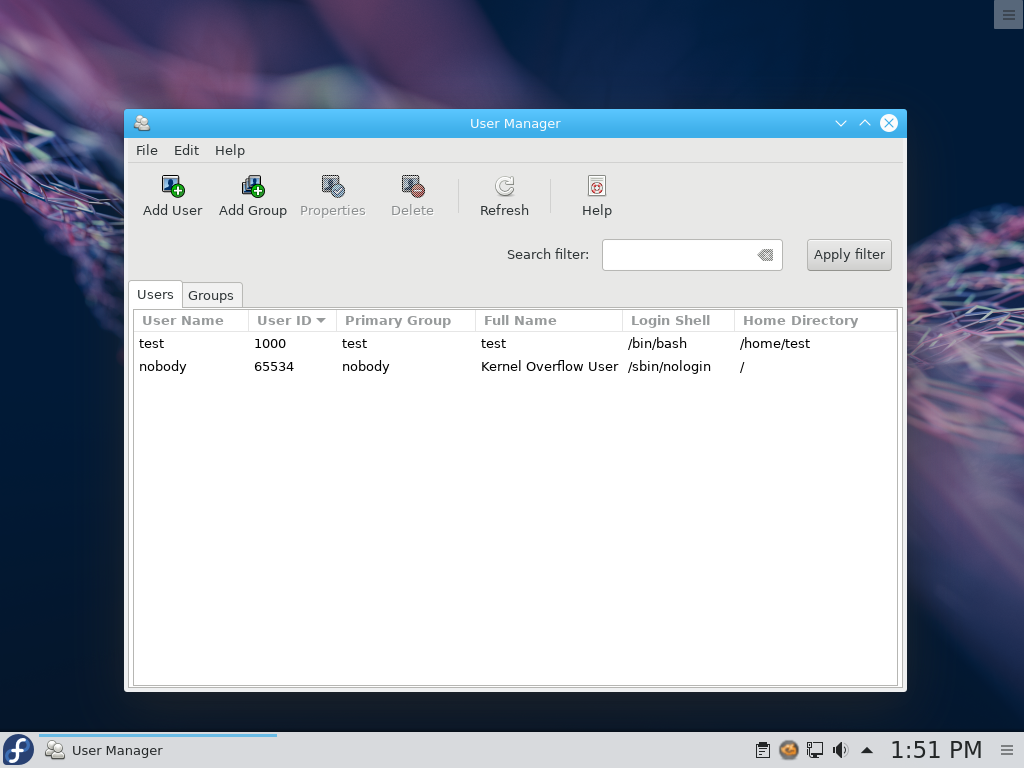 User Manager
File Edit Help
Add User Add Group Properties Delete Refresh Help
Search filter: Apply filter
Users Groups
User Name User ID Primary Group Full Name Login Shell Home Directory
test 1000 test test /bin/bash /home/test
nobody 65534 nobody Kernel Overflow User /sbin/nologin /
User Manager 1:51 PM